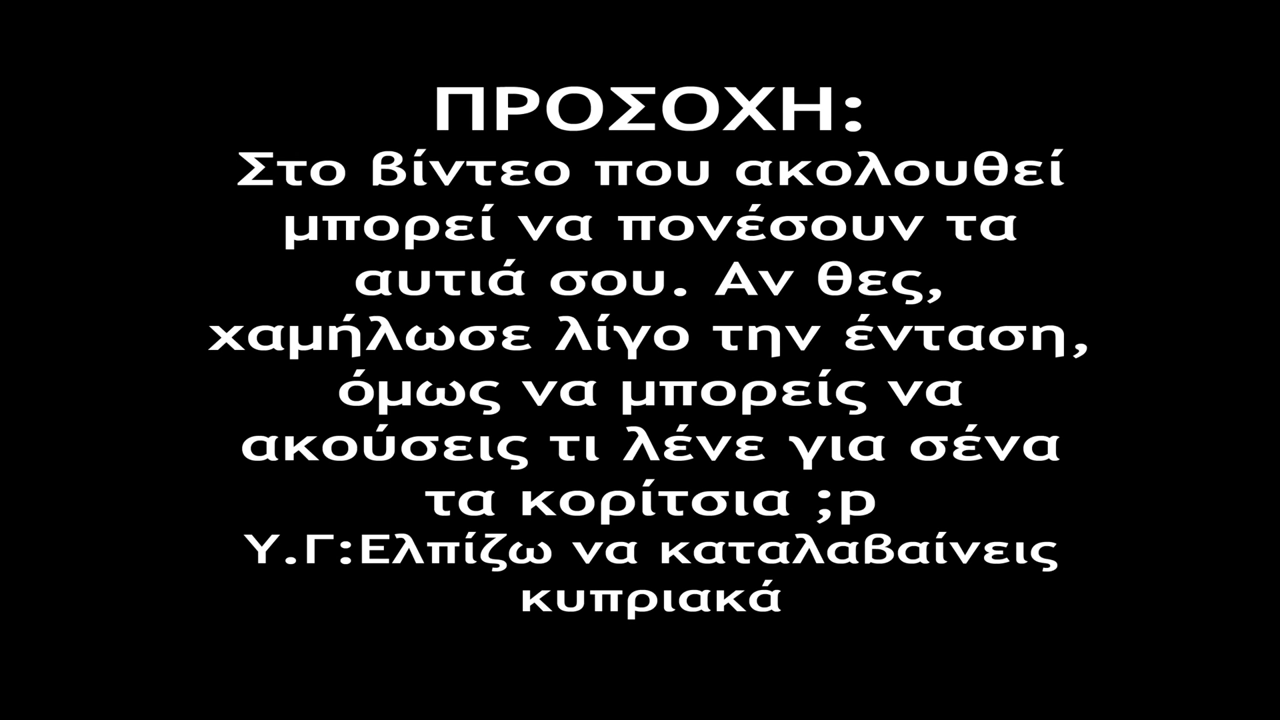 ΠΡΟΣΟΧΗ:
Στο βίντεο που ακολουθεί
μπορεί να πονέσουν τα
αυτιά σου. Αν θες,
χαμήλωσε λίγο την ένταση,
όμως να μπορείς να
ακούσεις τι λένε για σένα
τα κορίτσια ;p
Υ.Γ:Ελπίζω να καταλαβαίνεις
κυπριακά